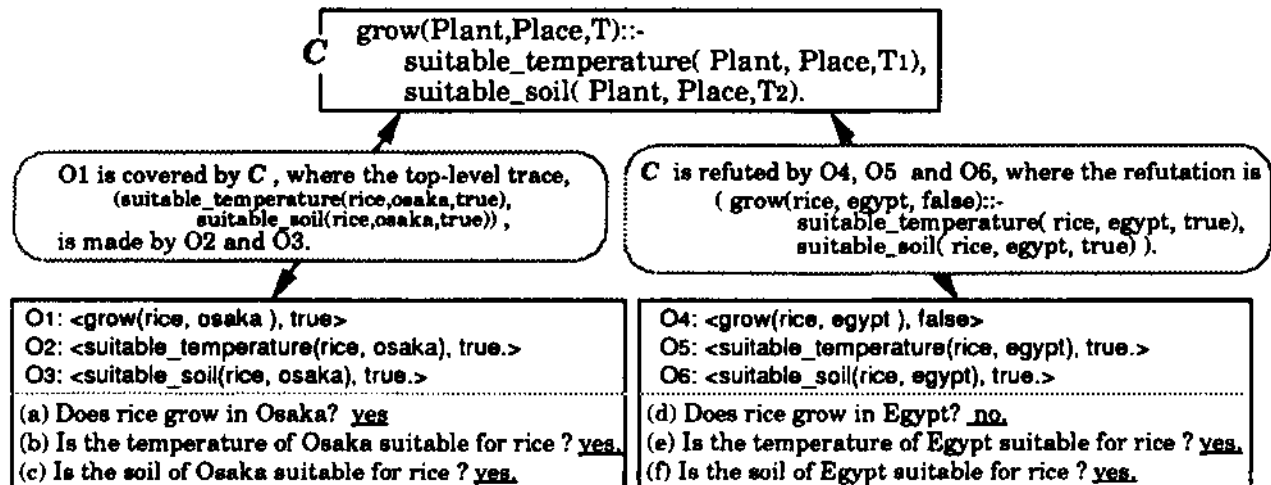 C
grow(Plant,Place,T)::-
suitable_temperature( Plant, Place,T1),
suitable_soil( Plant, Place,T2).
O1 is covered by C , where the top-level trace,
(suitable_temperature(rice,osaka,true),
suitable_soil(rice,osaka,true)) ,
is made by O2 and O3.
C is refuted by O4, O5 and O6, where the refutation is
( grow(rice, egypt, false)::-
suitable_temperature( rice, egypt, true),
suitable_soil( rice, egypt, true) ).
O1: <grow(rice, osaka ), true>
O2: <suitable_temperature(rice, osaka), true.>
O3: <suitable_soil(rice, osaka), true.>
(a) Does rice grow in Osaka? yes
(b) Is the temperature of Osaka suitable for rice ? yes.
(c) Is the soil of Osaka suitable for rice ? yes.
O4: <grow(rice, egypt ), false>
O5: <suitable_temperature(rice, egypt), true.>
O6: <suitable_soil(rice, egypt), true.>
(d) Does rice grow in Egypt? no.
(e) Is the temperature of Egypt suitable for rice ? yes.
(f) Is the soil of Egypt suitable for rice ? yes.